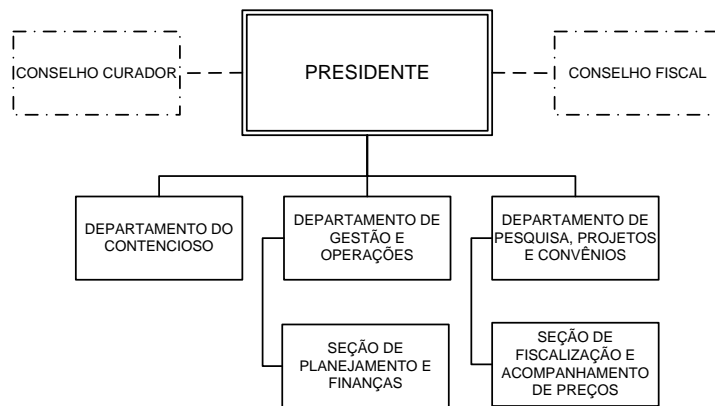 CONSELHO CURADOR
PRESIDENTE
CONSELHO FISCAL
DEPARTAMENTO DO
CONTENCIOSO
DEPARTAMENTO DE
GESTÃO E
OPERAÇÕES
DEPARTAMENTO DE
PESQUISA, PROJETOS
E CONVÊNIOS
SEÇÃO DE
PLANEJAMENTO E
FINANÇAS
SEÇÃO DE
FISCALIZAÇÃO E
ACOMPANHAMENTO
DE PREÇOS